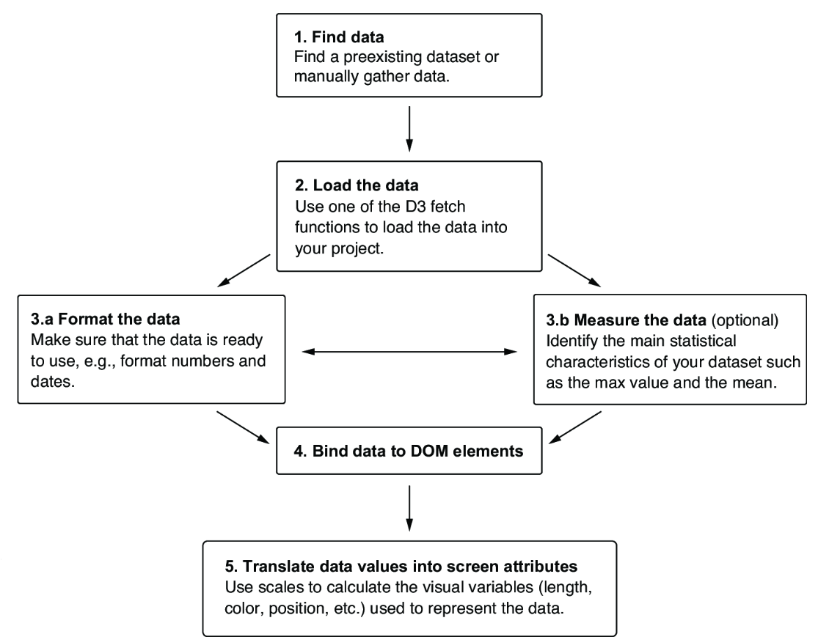 1. Find data
Find a preexisting dataset or
manually gather data.
2. Load the data
Use one of the D3 fetch
functions to load the data into
your project.
3.a Format the data
Make sure that the data is ready
to use, e.g., format numbers and
dates.
3.b Measure the data (optional)
Identify the main statistical
characteristics of your dataset such
as the max value and the mean.
4. Bind data to DOM elements
5. Translate data values into screen attributes
Use scales to calculate the visual variables (length,
color, position, etc.) used to represent the data.